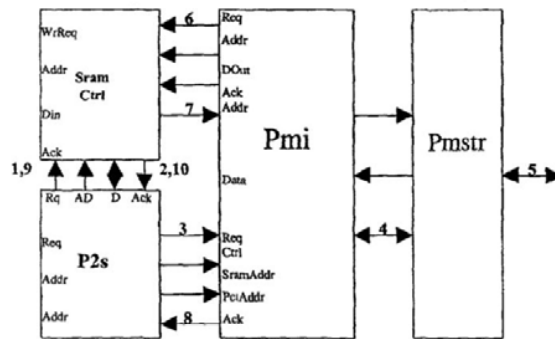 6
Req
WrReq
Addr
Addr
Sram
Ctrl
DOut
Ack
Din
7
Addr
Pmi
Pmstr
Ack
1,9
2,10
5
Rq
AD
D
Ack
Data
3
4
Req
P2s
Req
Ctrl
SramAddr
Addr
PciAddr
Addr
8
Ack